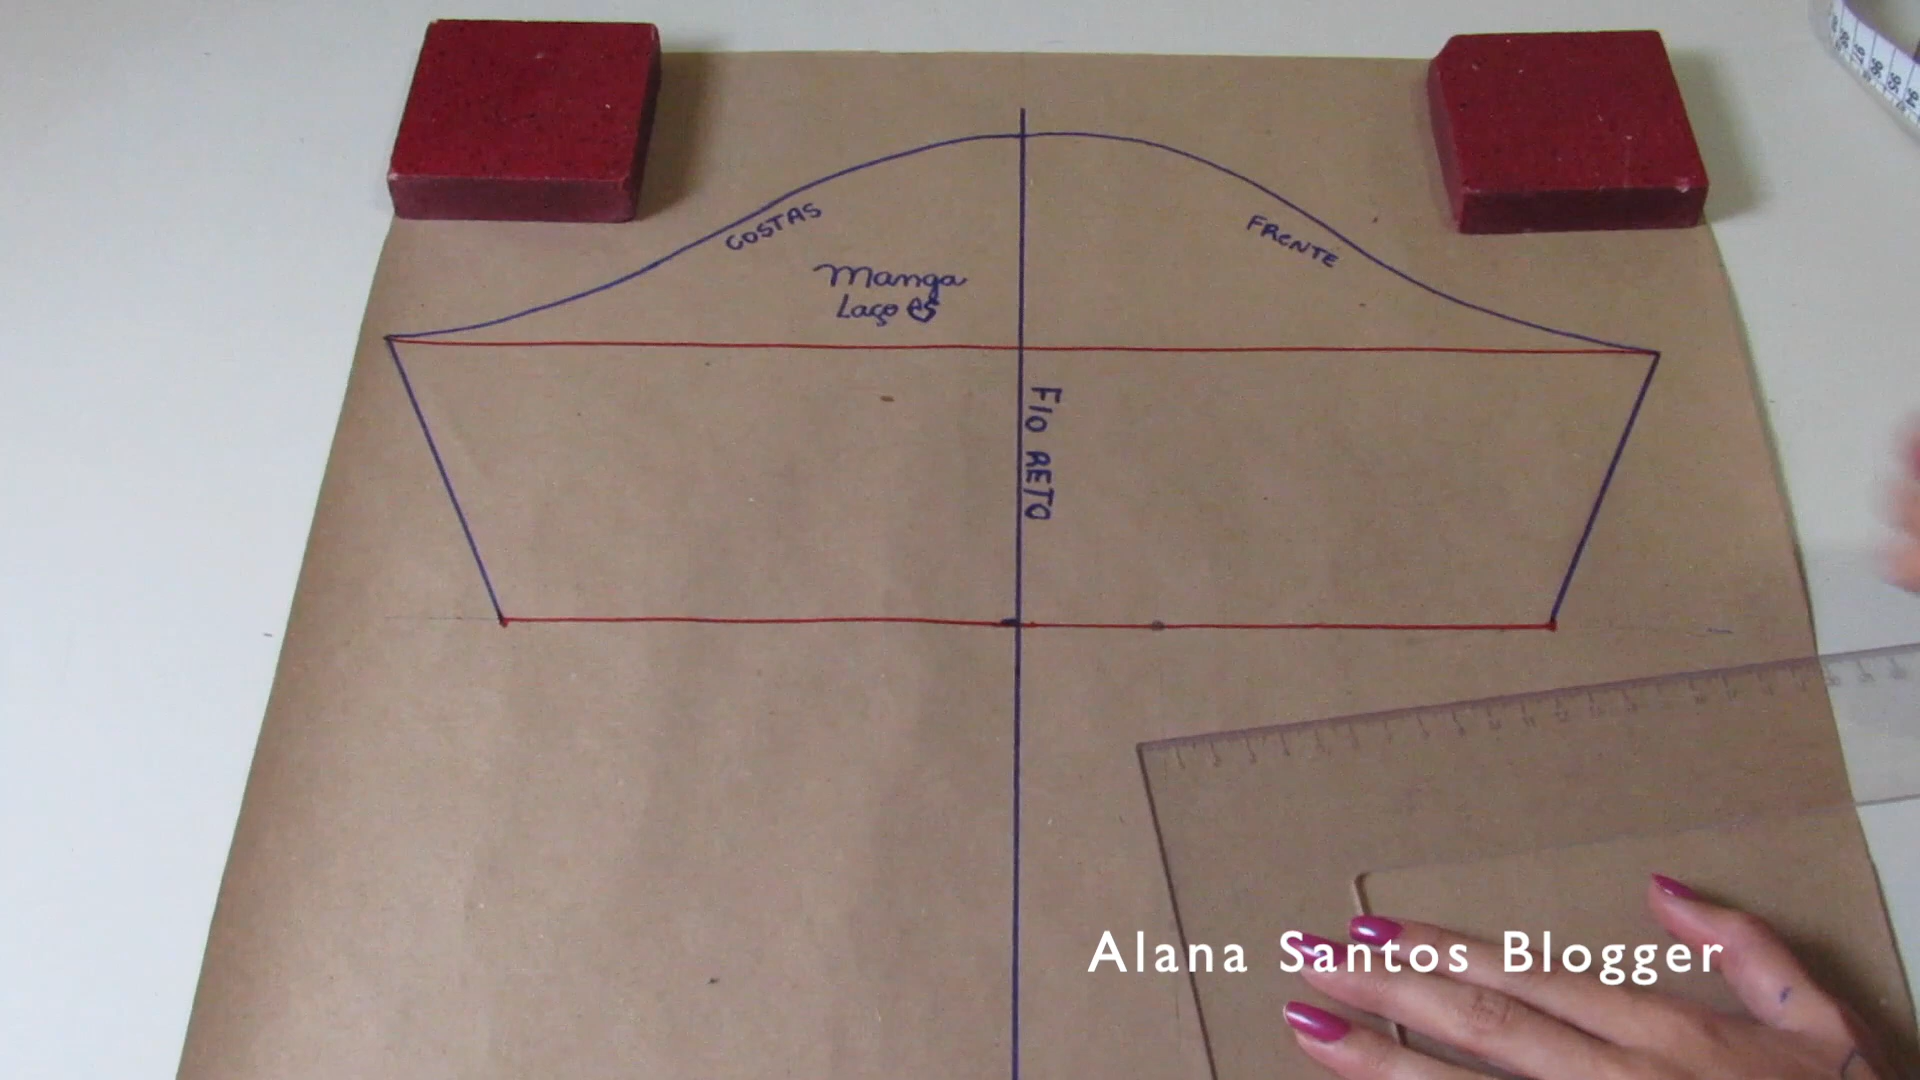 COSTAS
FRENTE
Manga
Laço
FIO RETO
Alana Santos Blogger